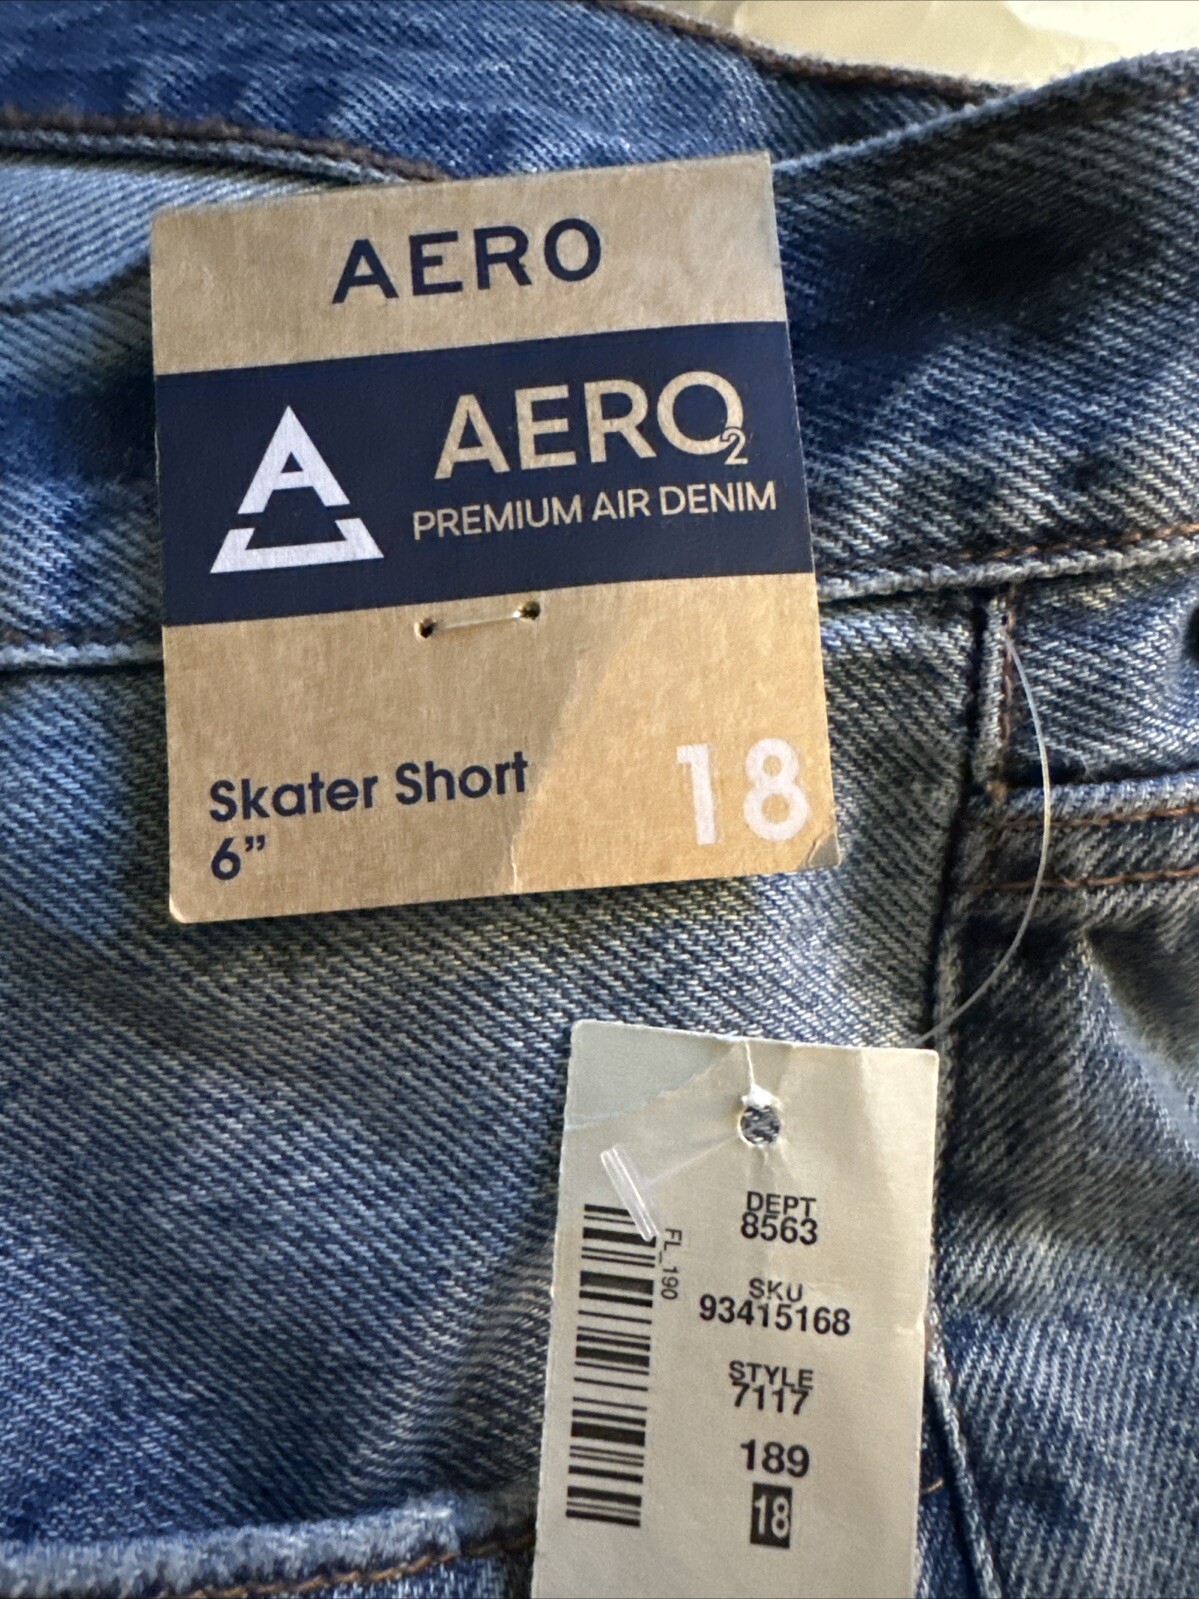 AERO
A
AERO2
PREMIUM AIR DENIM
Skater Short
6”
18
FL_190
DEPT
8563
SKU
93415168
STYLE
7117
189
18